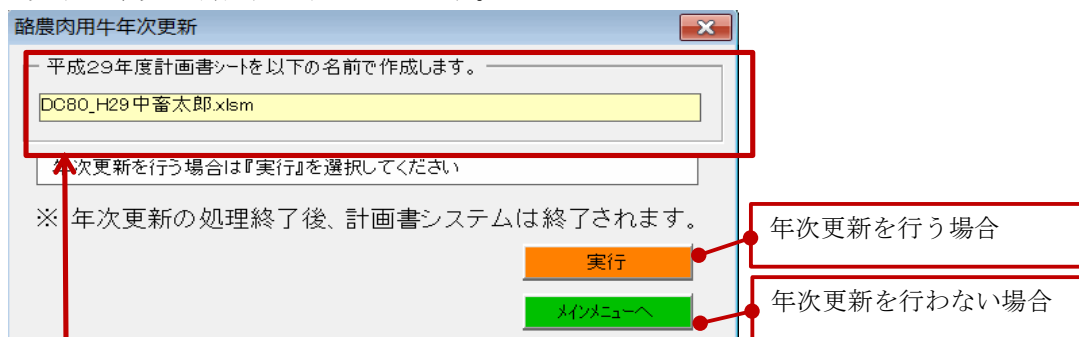 酪農肉用牛年次更新
平成29年度計画書シートを以下の名前で作成します。
DC80_H29中畜太郎.xlsm
年次更新を行う場合は『実行』を選択してください
※ 年次更新の処理終了後、計画書システムは終了されます。
年次更新を行う場合
実行
年次更新を行わない場合
メインメニューへ